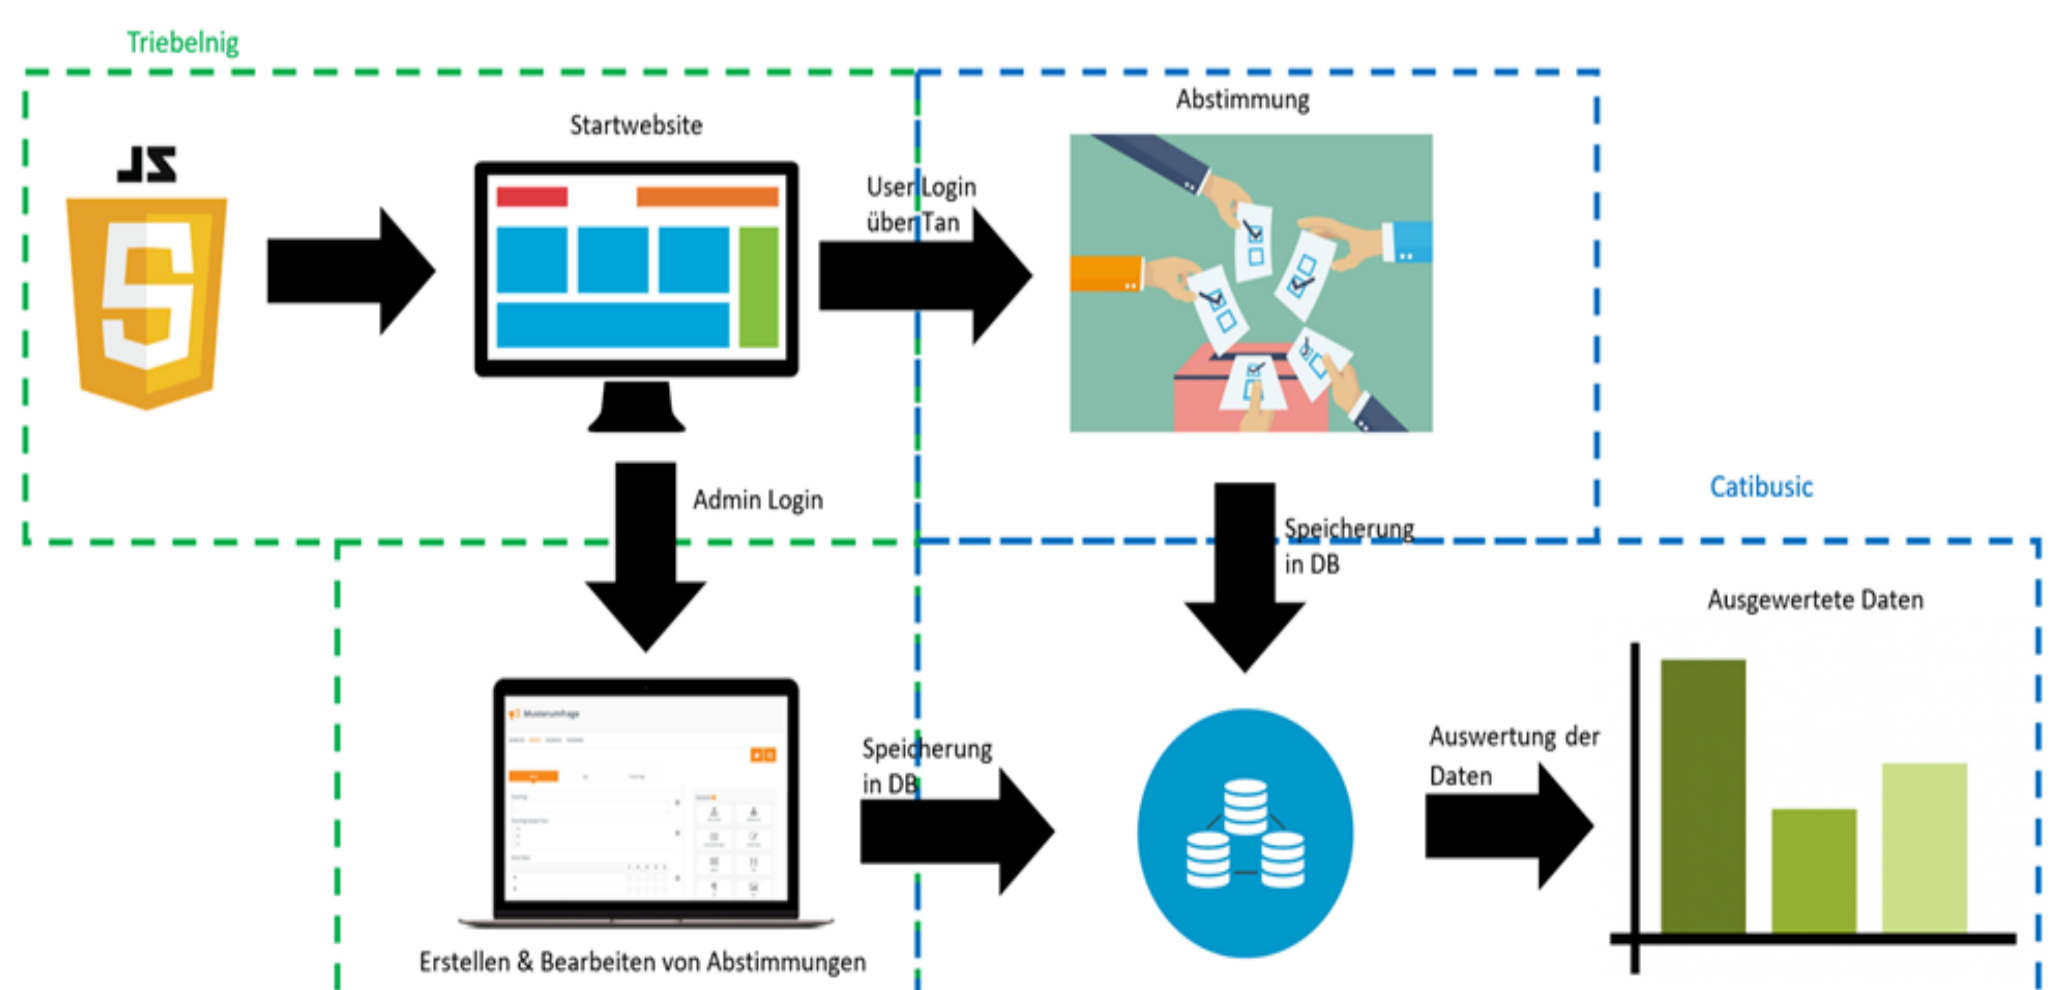 Triebelnig
Startwebsite
Abstimmung
JS
User Login
über Tan
Admin Login
Catibusic
Speicherung
in DB
Ausgewertete Daten
Musterumfrage
Speicherung
in DB
Auswertung der
Daten
Erstellen & Bearbeiten von Abstimmungen